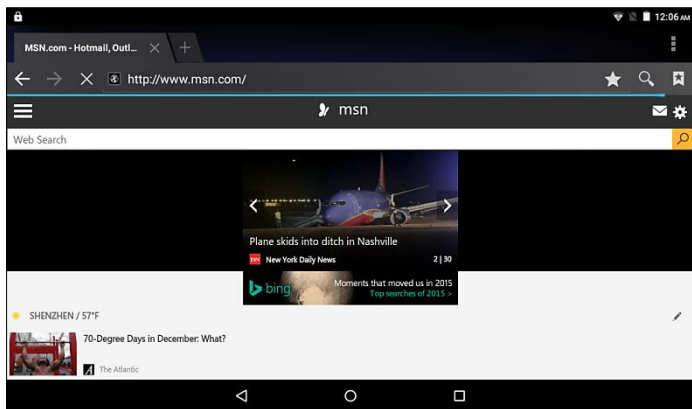 12:06 AM
MSN.com - Hotmail, Outl...
http://www.msn.com/
msn
Web Search
Plane skids into ditch in Nashville
DN New York Daily News 2 | 30
bing
Moments that moved us in 2015
Top searches of 2015 >
SHENZHEN / 57°F
70-Degree Days in December: What?
A The Atlantic